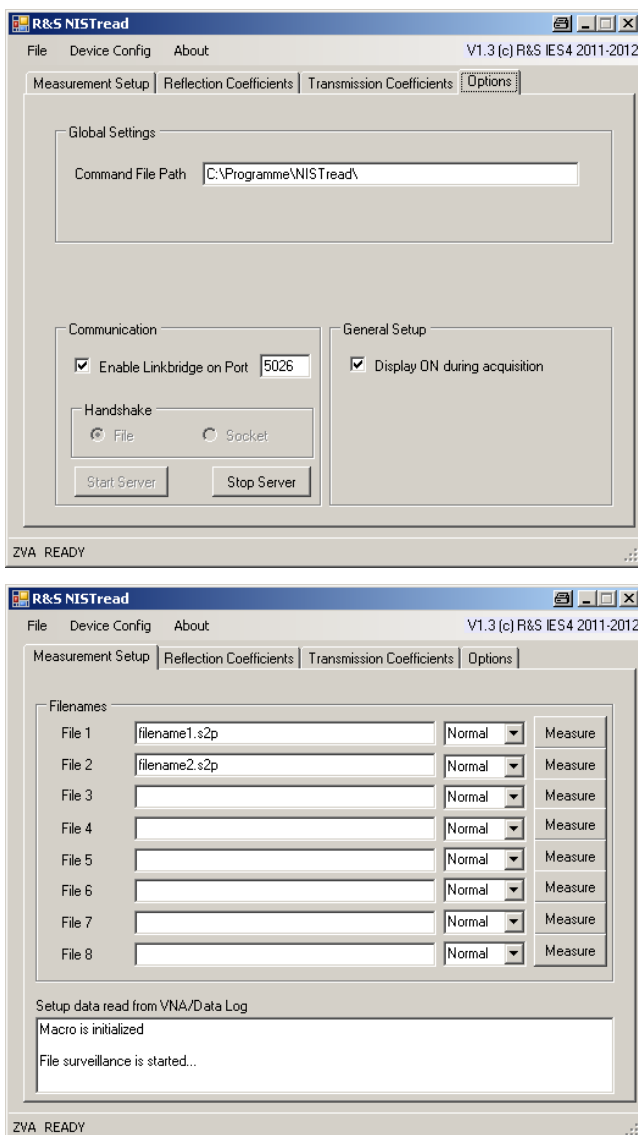 R&S NISTread
File Device Config About V1.3 (c) R&S IES4 2011-2012
Measurement Setup Reflection Coefficients Transmission Coefficients Options
Global Settings
Command File Path C:\Programme\NISTread\
Communication
Enable Linkbridge on Port 5026
Handshake
File Socket
Start Server Stop Server
General Setup
Display ON during acquisition
ZVA READY
R&S NISTread
File Device Config About V1.3 (c) R&S IES4 2011-2012
Measurement Setup Reflection Coefficients Transmission Coefficients Options
Filenames
File 1 filename1.s2p Normal Measure
File 2 filename2.s2p Normal Measure
File 3 Normal Measure
File 4 Normal Measure
File 5 Normal Measure
File 6 Normal Measure
File 7 Normal Measure
File 8 Normal Measure
Setup data read from VNA/Data Log
Macro is initialized
File surveillance is started...
ZVA READY